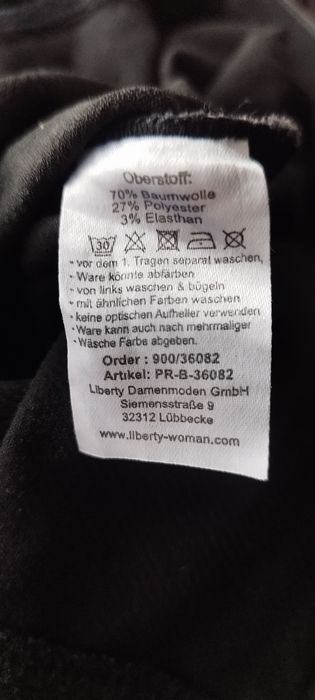 Oberstoff:
70% Baumwolle
27% Polyester
3% Elasthan
30
- vor dem 1. Tragen separat waschen,
- Ware könnte abfärben
- von links waschen & bügeln
- mit ähnlichen Farben waschen
- keine optischen Aufheller verwenden
- Ware kann auch nach mehrmaliger
- Wäsche Farbe abgeben.
Order : 900/36082
Artikel: PR-B-36082
Liberty Damenmoden GmbH
Siemensstraße 9
32312 Lübbecke
www.liberty-woman.com